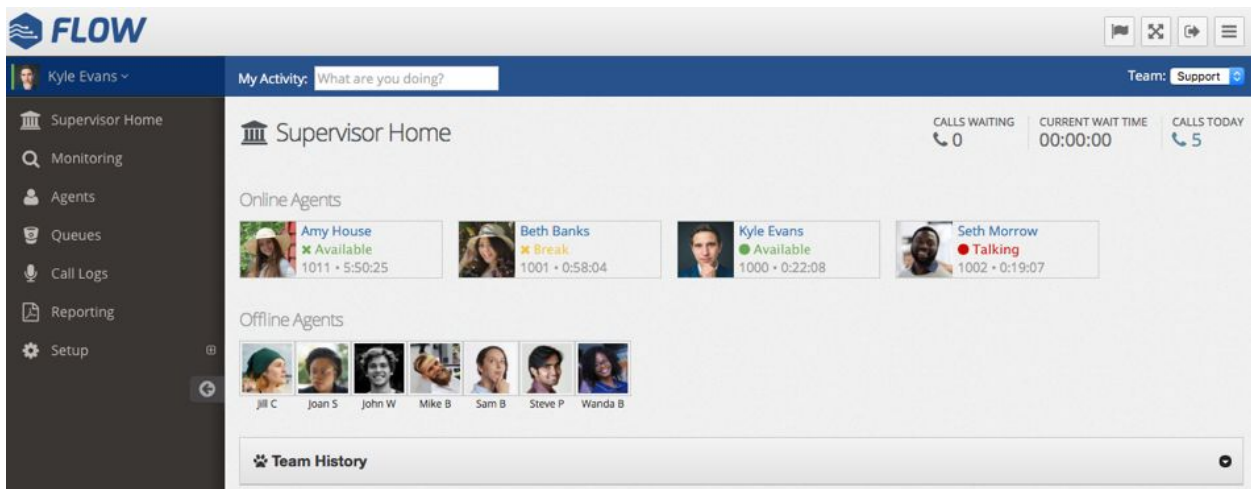 FLOW
Kyle Evans
My Activity: What are you doing?
Team: Support
Supervisor Home
Monitoring
Agents
Queues
Call Logs
Reporting
Setup
Supervisor Home
CALLS WAITING
0
CURRENT WAIT TIME
00:00:00
CALLS TODAY
5
Online Agents
Amy House
Available
1011 • 5:50:25
Beth Banks
Break
1001 • 0:58:04
Kyle Evans
Available
1000 • 0:22:08
Seth Morrow
Talking
1002 • 0:19:07
Offline Agents
Jill C
Joan S
John W
Mike B
Sam B
Steve P
Wanda B
Team History